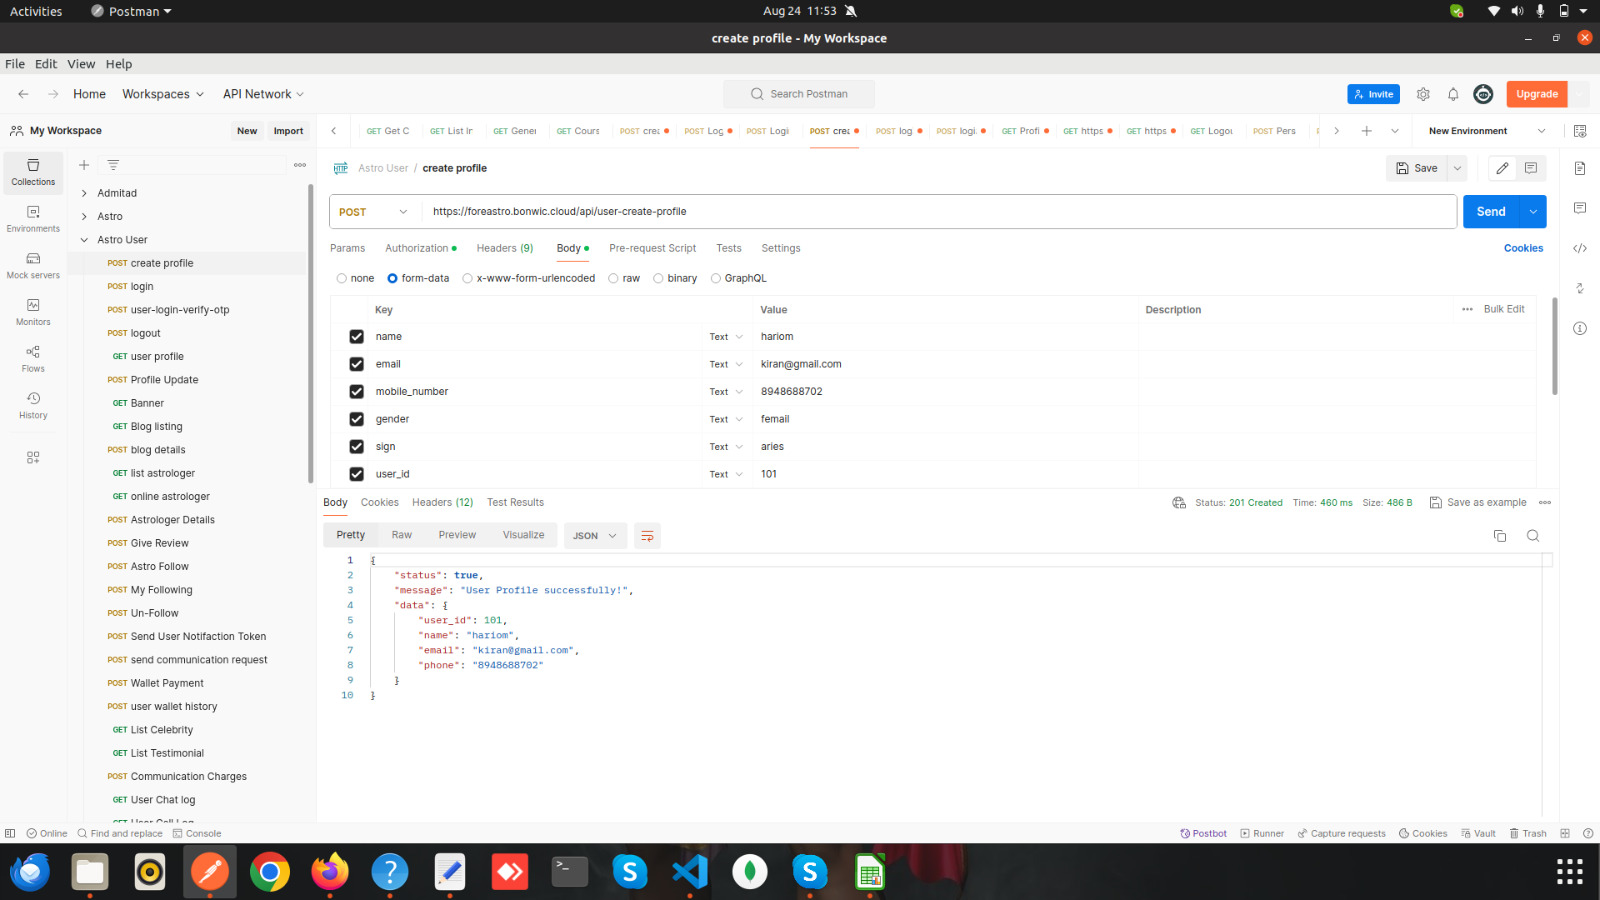 Activities Postman Aug 24 11:53
create profile - My Workspace
File Edit View Help
Home Workspaces API Network Search Postman Invite Upgrade
My Workspace New Import
GET Get C GET List Ir GET Gener GET Cours POST crea POST Log POST Logi POST crea POST log POST logi GET Profi GET https GET https GET Logou POST Pers New Environment
Astro User / create profile Save
POST https://foreastro.bonwic.cloud/api/user-create-profile Send
Params Authorization Headers (9) Body Pre-request Script Tests Settings Cookies
none form-data x-www-form-urlencoded raw binary GraphQL
Key Value Description Bulk Edit
name Text hariom
email Text kiran@gmail.com
mobile_number Text 8948688702
gender Text femail
sign Text aries
user_id Text 101
Body Cookies Headers (12) Test Results Status: 201 Created Time: 460 ms Size: 486 B Save as example
Pretty Raw Preview Visualize JSON
1 {
2 "status": true,
3 "message": "User Profile successfully!",
4 "data": {
5 "user_id": 101,
6 "name": "hariom",
7 "email": "kiran@gmail.com",
8 "phone": "8948688702"
9 }
10 }
Collections
Environments
Mock servers
Monitors
Flows
History
Admitad
Astro
Astro User
POST create profile
POST login
POST user-login-verify-otp
POST logout
GET user profile
POST Profile Update
GET Banner
GET Blog listing
POST blog details
GET list astrologer
GET online astrologer
POST Astrologer Details
POST Give Review
POST Astro Follow
POST My Following
POST Un-Follow
POST Send User Notifaction Token
POST send communication request
POST Wallet Payment
POST user wallet history
GET List Celebrity
GET List Testimonial
POST Communication Charges
GET User Chat log
GET User Call Log
Online Find and replace Console Postbot Runner Capture requests Cookies Vault Trash